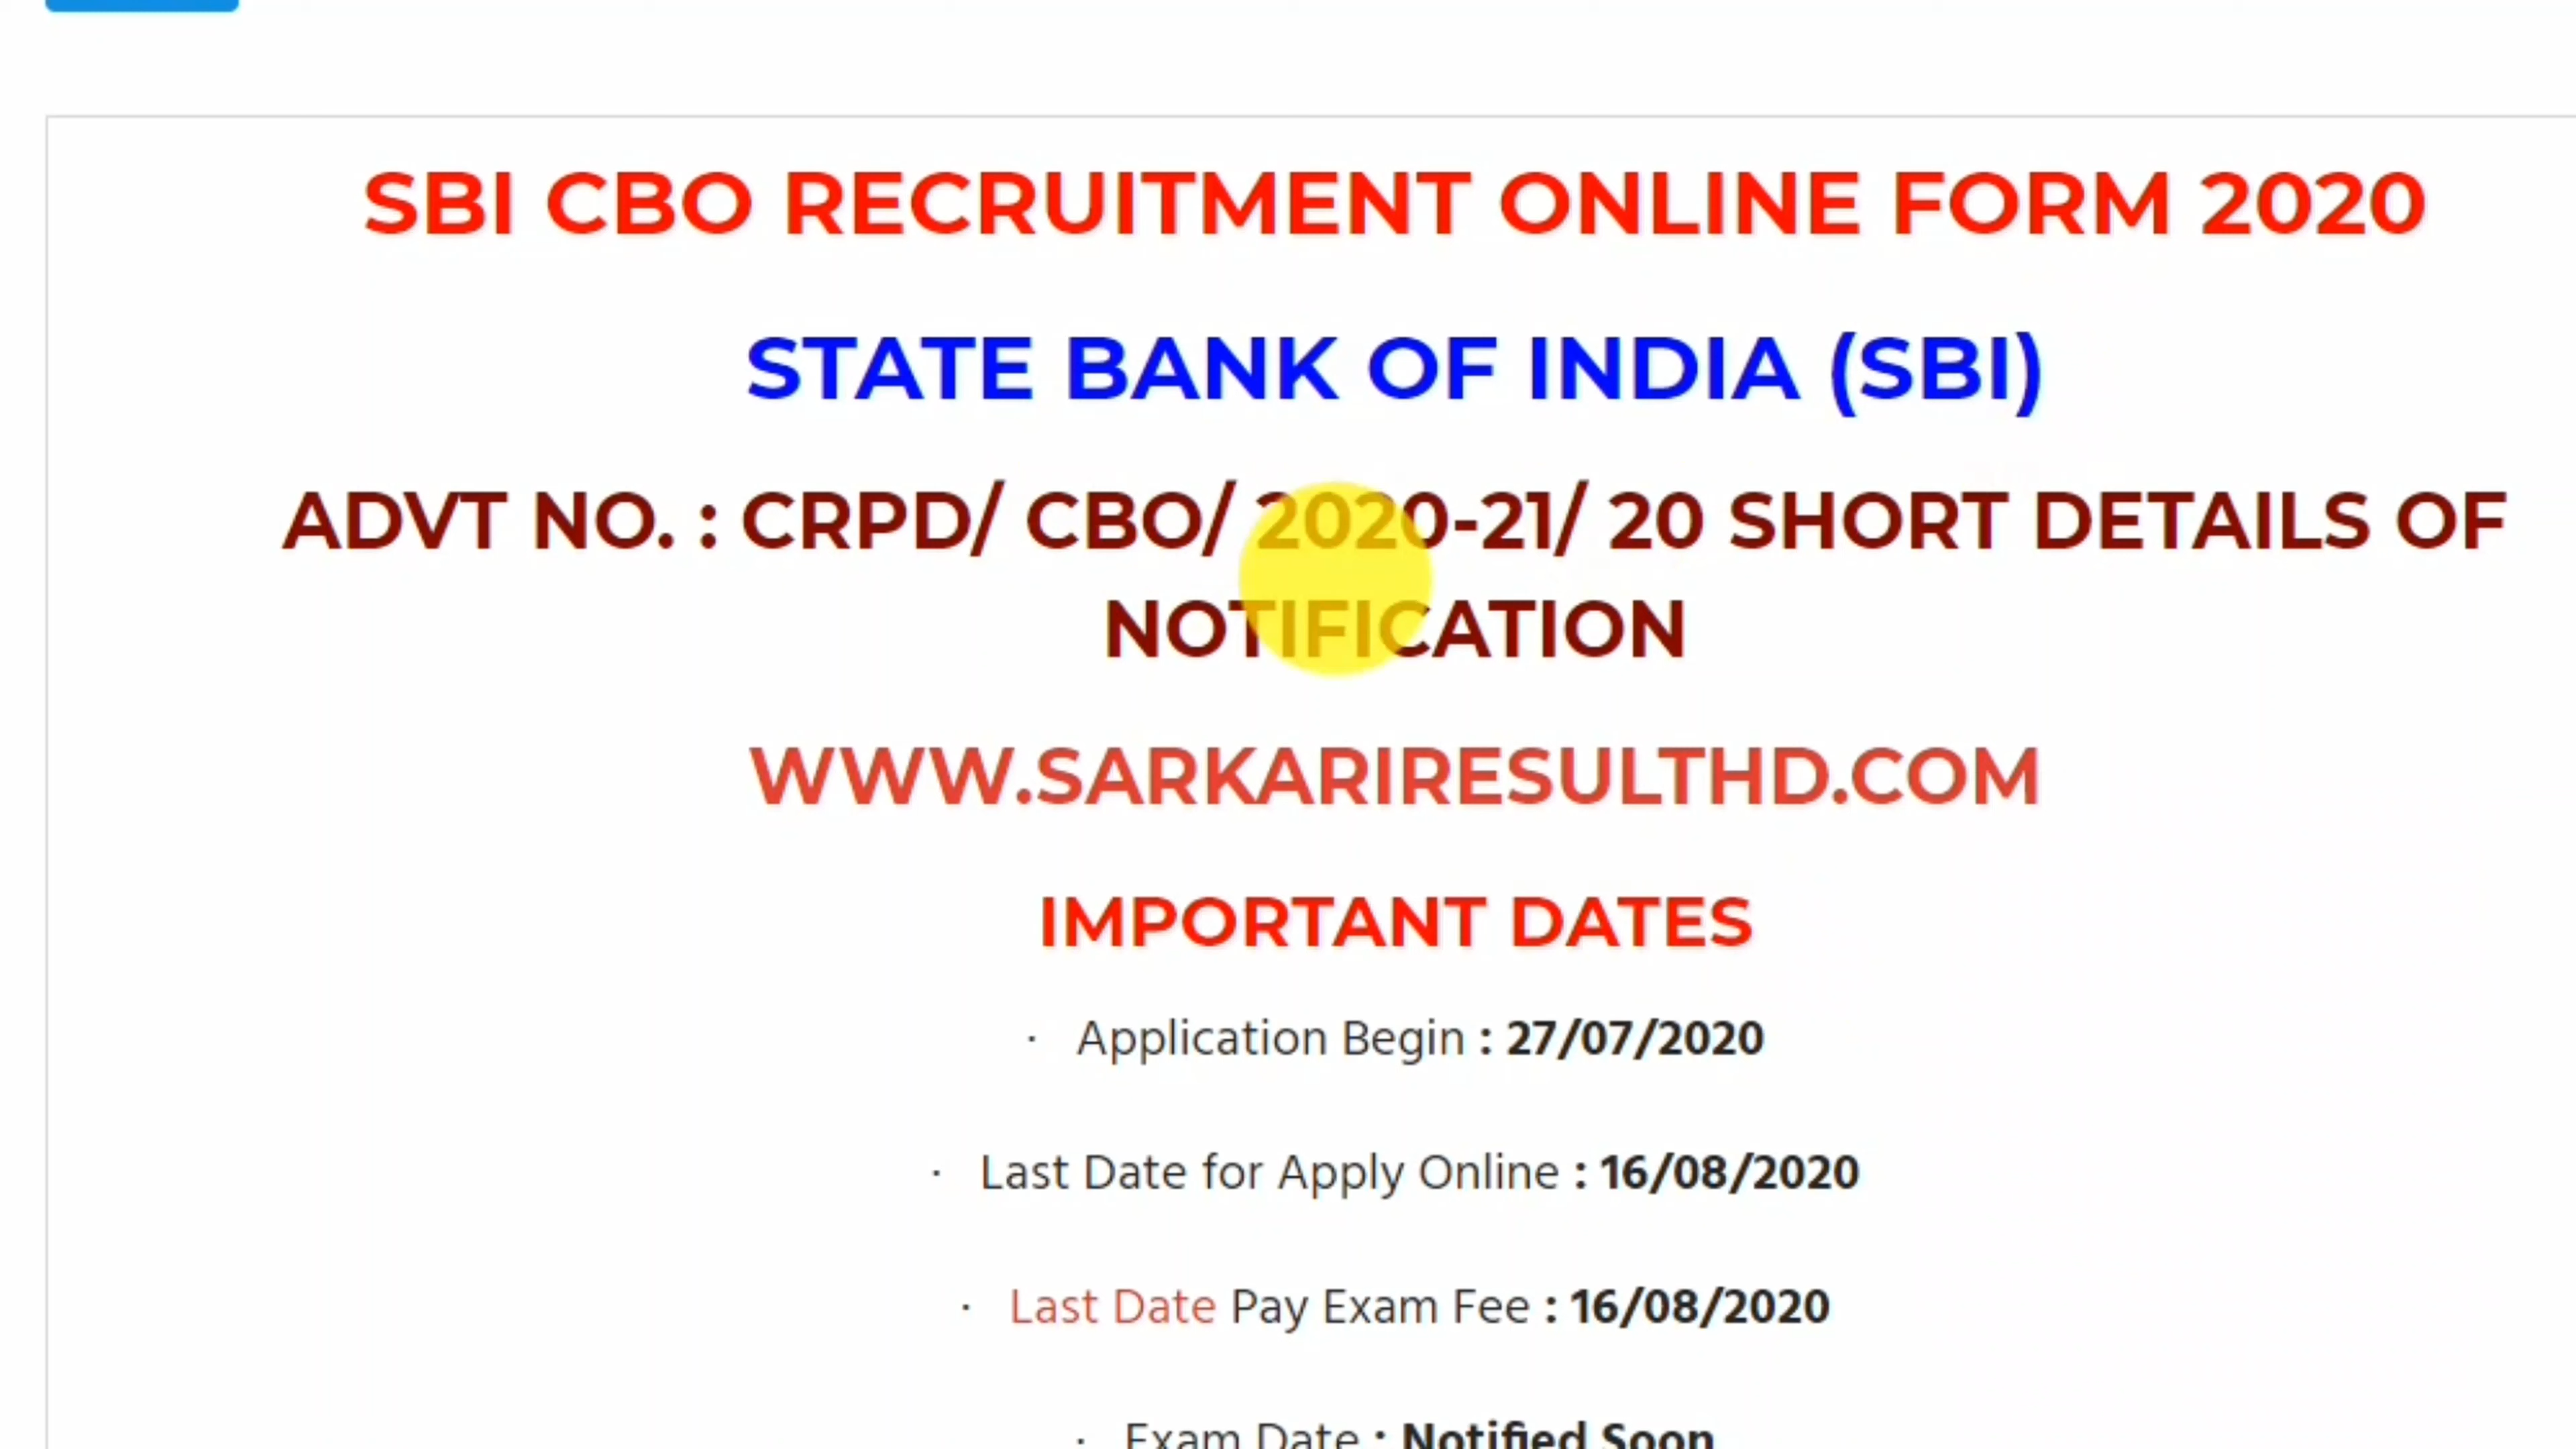 SBI CBO RECRUITMENT ONLINE FORM 2020
STATE BANK OF INDIA (SBI)
ADVT NO. : CRPD/ CBO/ 2020-21/ 20 SHORT DETAILS OF
NOTIFICATION
WWW.SARKARIRESULTHD.COM
IMPORTANT DATES
· Application Begin : 27/07/2020
· Last Date for Apply Online : 16/08/2020
· Last Date Pay Exam Fee : 16/08/2020
· Exam Date : Notified Soon